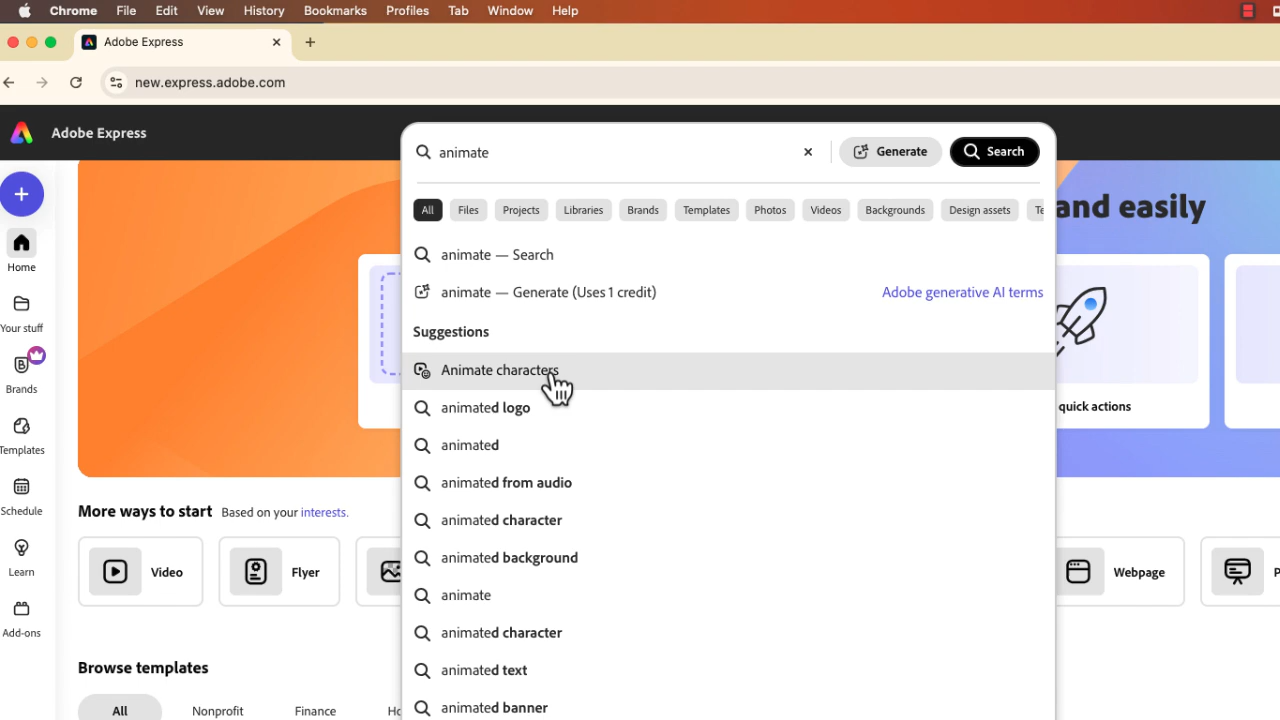 Chrome File Edit View History Bookmarks Profiles Tab Window Help
Adobe Express
new.express.adobe.com
Adobe Express
animate
Generate
Search
All Files Projects Libraries Brands Templates Photos Videos Backgrounds Design assets
and easily
animate — Search
animate — Generate (Uses 1 credit) Adobe generative AI terms
Suggestions
Animate characters
animated logo
animated
animated from audio
animated character
animated background
animate
animated character
animated text
animated banner
quick actions
Home
Your stuff
Brands
Templates
Schedule
Learn
Add-ons
More ways to start Based on your interests.
Video Flyer Webpage
Browse templates
All Nonprofit Finance